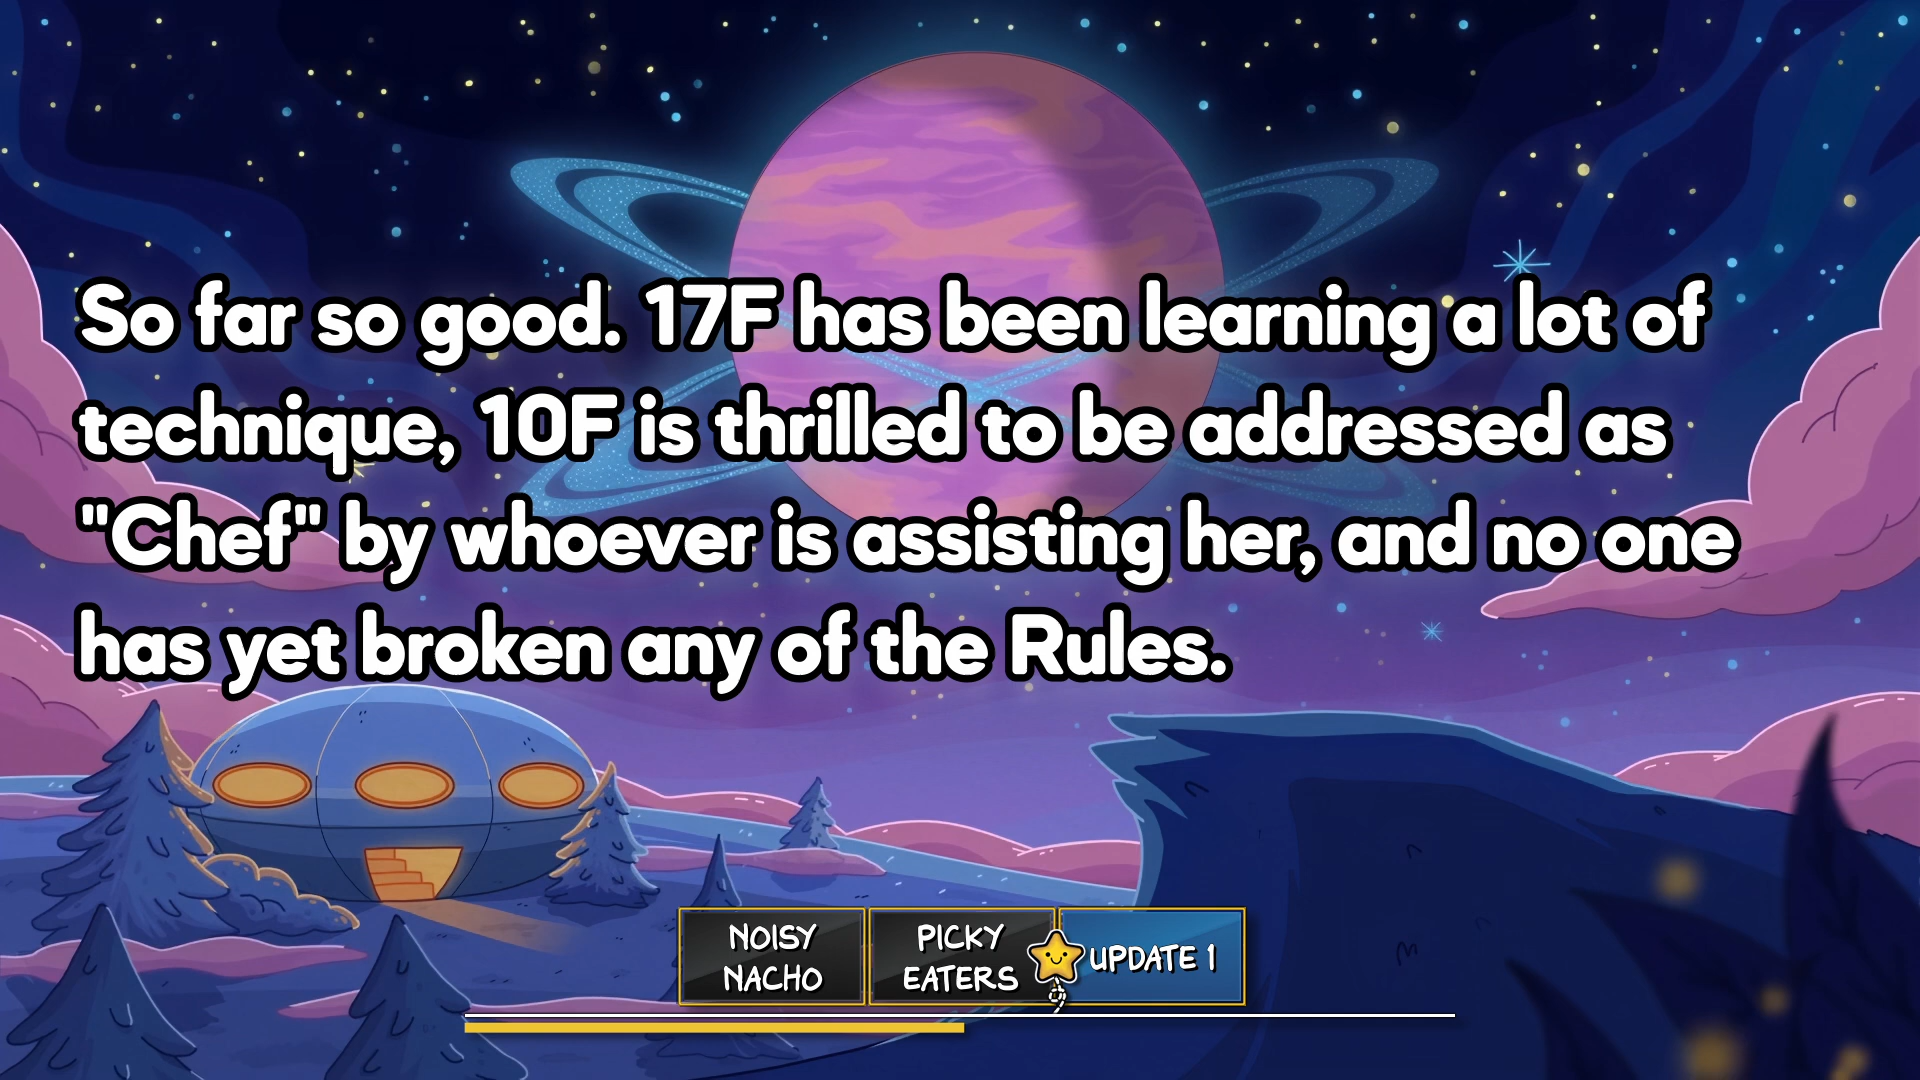 So far so good. 17F has been learning a lot of
technique, 10F is thrilled to be addressed as
"Chef" by whoever is assisting her, and no one
has yet broken any of the Rules.
NOISY
NACHO
PICKY
EATERS
UPDATE 1